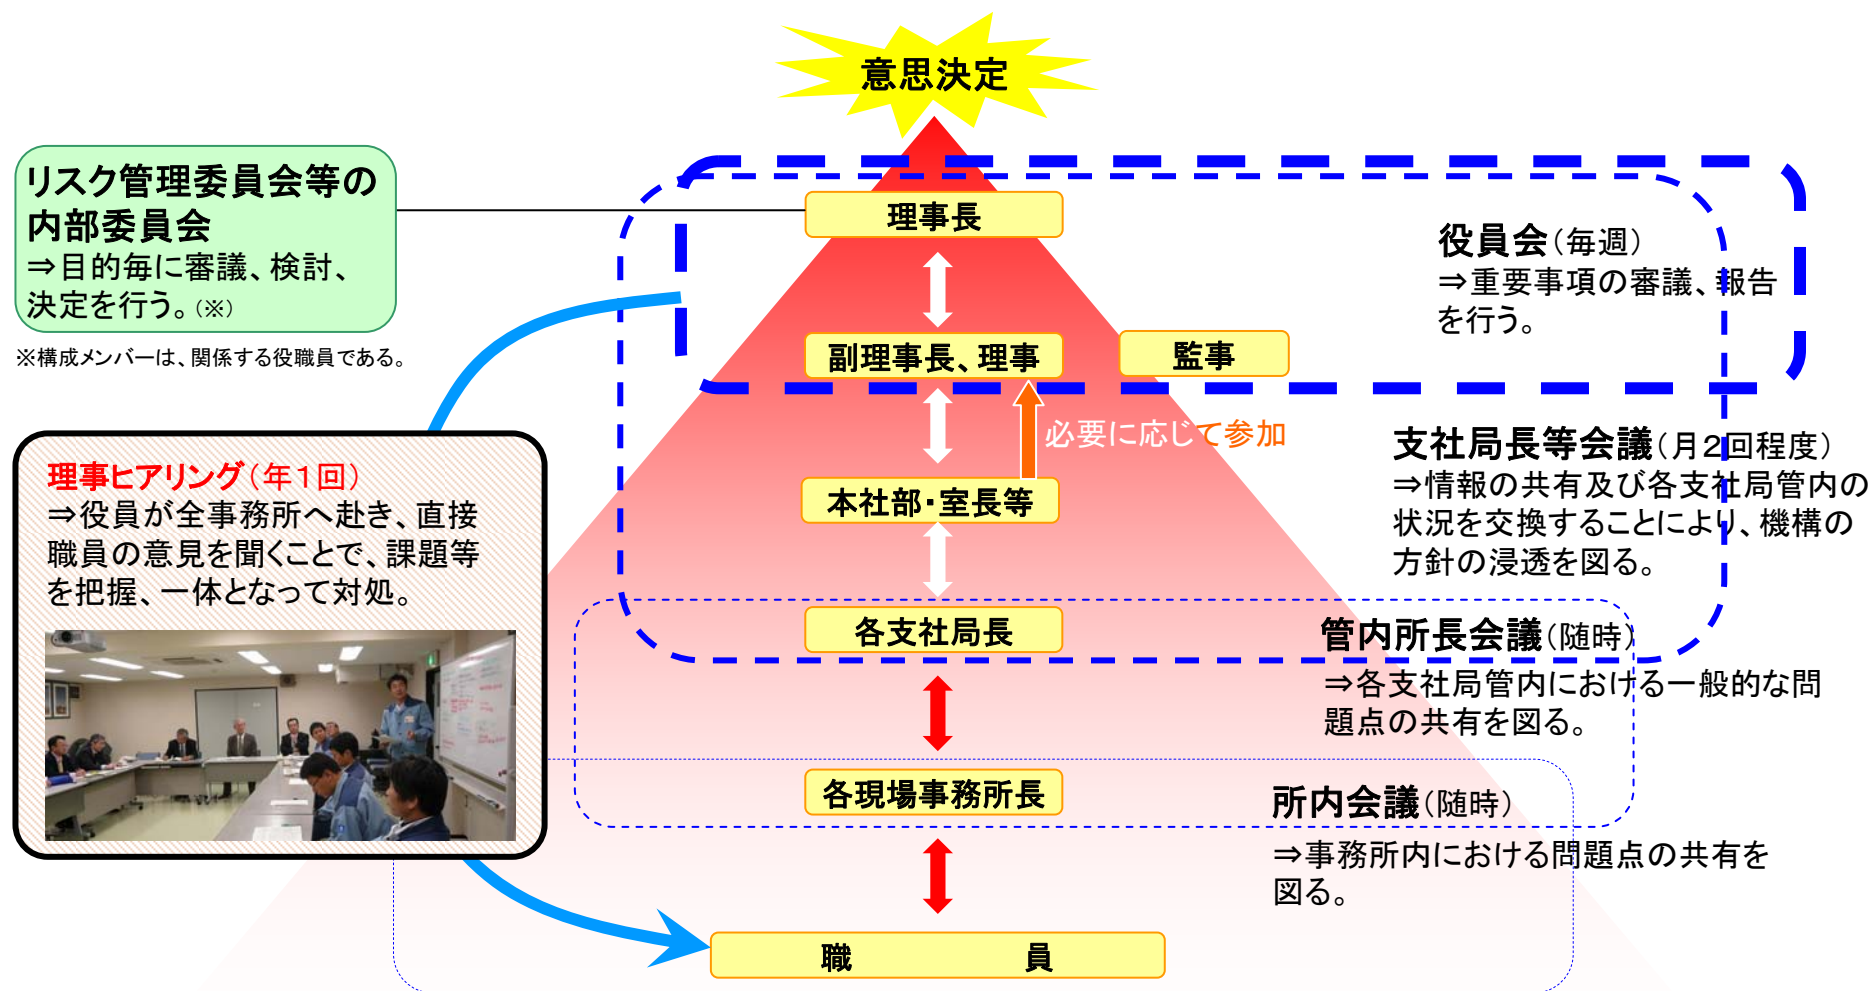 意思決定
リスク管理委員会等の
内部委員会
⇒目的毎に審議、検討、
決定を行う。(※)
※構成メンバーは、関係する役職員である。
理事長
役員会(毎週)
⇒重要事項の審議、報告
を行う。
副理事長、理事
監事
必要に応じて参加
支社局長等会議(月2回程度)
⇒情報の共有及び各支社局管内の
状況を交換することにより、機構の
方針の浸透を図る。
理事ヒアリング(年1回)
⇒役員が全事務所へ赴き、直接
職員の意見を聞くことで、課題等
を把握、一体となって対処。
本社部・室長等
各支社局長
管内所長会議(随時)
⇒各支社局管内における一般的な問
題点の共有を図る。
各現場事務所長
所内会議(随時)
⇒事務所内における問題点の共有を
図る。
職 員